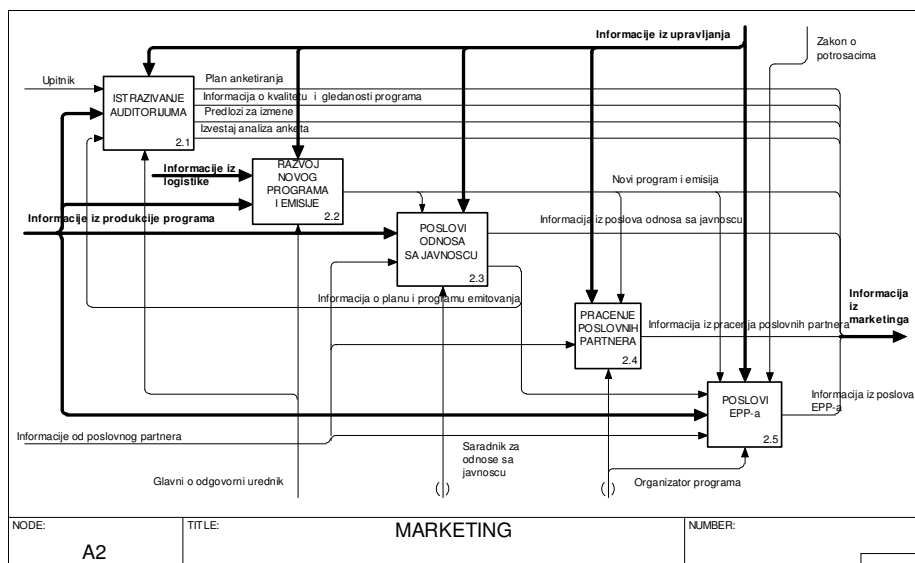 Informacije iz upravljanja
Zakon o
potrosacima
Upitnik
ISTRAZIVANJE
AUDITORIJUMA
2.1
Plan anketiranja
Informacija o kvalitetu i gledanosti programa
Predlozi za izmene
Izvestaj analiza anketa
Informacije iz
logistike
RAZVOJ
NOVOG
PROGRAMA
I EMISIJE
2.2
Novi program i emisija
Informacije iz produkcije programa
POSLOVI
ODNOSA
SA JAVNOSCU
2.3
Informacija iz poslova odnosa sa javnoscu
Informacija o planu i programu emitovanja
Informacija
iz
marketinga
PRACENJE
POSLOVNIH
PARTNERA
2.4
Informacija iz pracenja poslovnih partnera
POSLOVI
EPP-a
2.5
Informacija iz poslova
EPP-a
Informacije od poslovnog partnera
Saradnik za
odnose sa
javnoscu
Glavni o odgovorni urednik
Organizator programa
NODE:
A2
TITLE:
MARKETING
NUMBER: